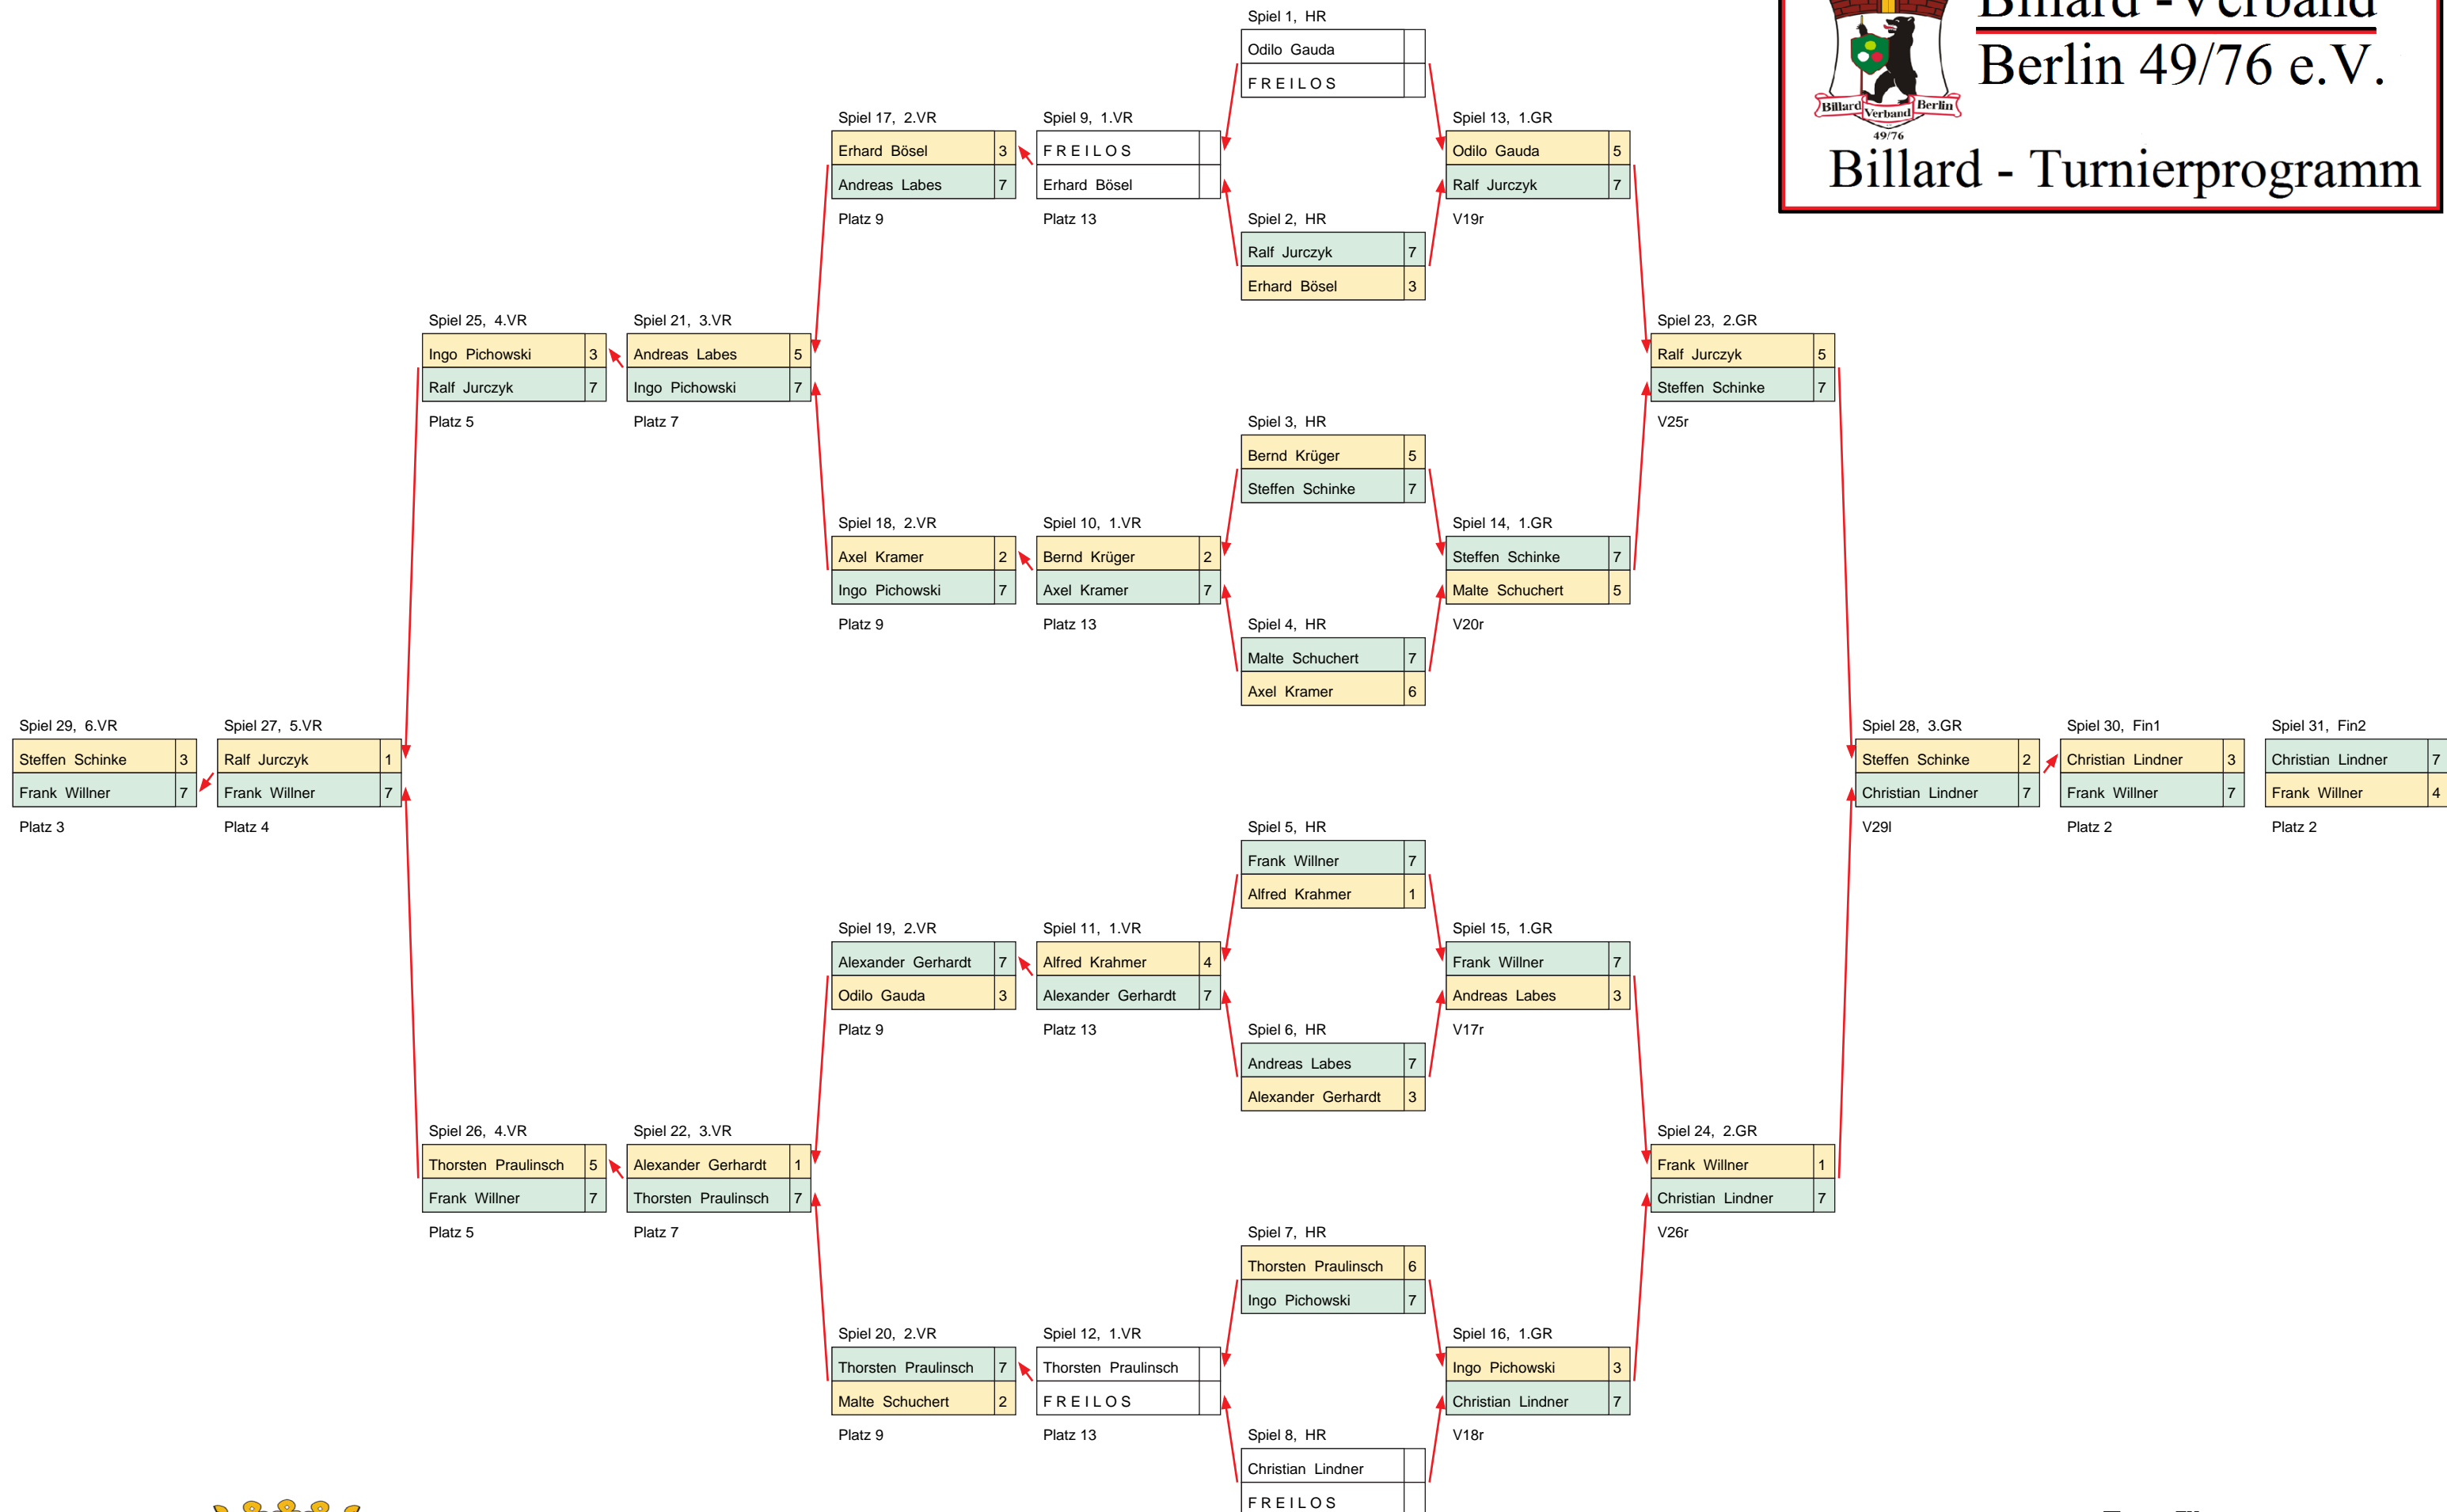 Billard - Verband
Berlin 49/76 e.V.
Billard Verband Berlin
49/76
Billard - Turnierprogramm
Spiel 1, HR
Odilo Gauda
F R E I L O S
Spiel 17, 2.VR
Erhard Bösel 3
Andreas Labes 7
Platz 9
Spiel 9, 1.VR
F R E I L O S
Erhard Bösel
Platz 13
Spiel 13, 1.GR
Odilo Gauda 5
Ralf Jurczyk 7
V19r
Spiel 2, HR
Ralf Jurczyk 7
Erhard Bösel 3
Spiel 25, 4.VR
Ingo Pichowski 3
Ralf Jurczyk 7
Platz 5
Spiel 21, 3.VR
Andreas Labes 5
Ingo Pichowski 7
Platz 7
Spiel 23, 2.GR
Ralf Jurczyk 5
Steffen Schinke 7
V25r
Spiel 3, HR
Bernd Krüger 5
Steffen Schinke 7
Spiel 18, 2.VR
Axel Kramer 2
Ingo Pichowski 7
Platz 9
Spiel 10, 1.VR
Bernd Krüger 2
Axel Kramer 7
Platz 13
Spiel 14, 1.GR
Steffen Schinke 7
Malte Schuchert 5
V20r
Spiel 4, HR
Malte Schuchert 7
Axel Kramer 6
Spiel 29, 6.VR
Steffen Schinke 3
Frank Willner 7
Platz 3
Spiel 27, 5.VR
Ralf Jurczyk 1
Frank Willner 7
Platz 4
Spiel 28, 3.GR
Steffen Schinke 2
Christian Lindner 7
V29l
Spiel 30, Fin1
Christian Lindner 3
Frank Willner 7
Platz 2
Spiel 31, Fin2
Christian Lindner 7
Frank Willner 4
Platz 2
Spiel 5, HR
Frank Willner 7
Alfred Krahmer 1
Spiel 19, 2.VR
Alexander Gerhardt 7
Odilo Gauda 3
Platz 9
Spiel 11, 1.VR
Alfred Krahmer 4
Alexander Gerhardt 7
Platz 13
Spiel 15, 1.GR
Frank Willner 7
Andreas Labes 3
V17r
Spiel 6, HR
Andreas Labes 7
Alexander Gerhardt 3
Spiel 26, 4.VR
Thorsten Praulinsch 5
Frank Willner 7
Platz 5
Spiel 22, 3.VR
Alexander Gerhardt 1
Thorsten Praulinsch 7
Platz 7
Spiel 24, 2.GR
Frank Willner 1
Christian Lindner 7
V26r
Spiel 7, HR
Thorsten Praulinsch 6
Ingo Pichowski 7
Spiel 20, 2.VR
Thorsten Praulinsch 7
Malte Schuchert 2
Platz 9
Spiel 12, 1.VR
Thorsten Praulinsch
F R E I L O S
Platz 13
Spiel 16, 1.GR
Ingo Pichowski 3
Christian Lindner 7
V18r
Spiel 8, HR
Christian Lindner
F R E I L O S